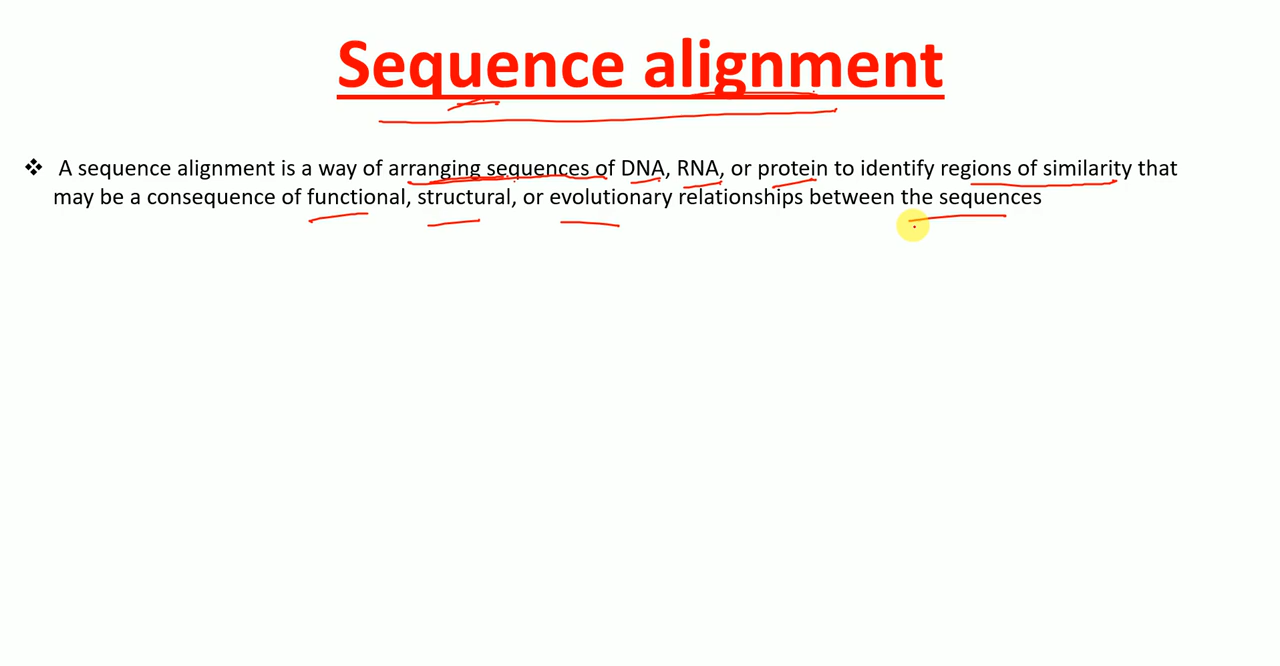 Sequence alignment
❖ A sequence alignment is a way of arranging sequences of DNA, RNA, or protein to identify regions of similarity that
may be a consequence of functional, structural, or evolutionary relationships between the sequences